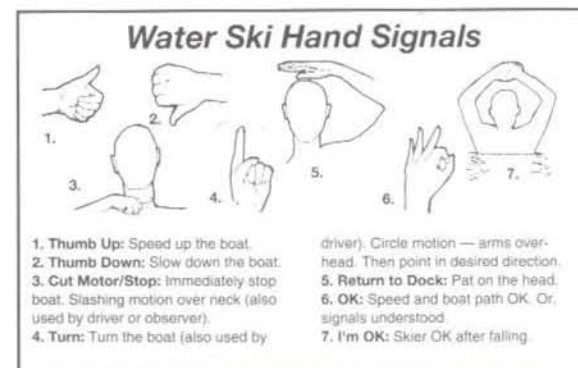 Water Ski Hand Signals
1.
2.
3.
4.
5.
6.
7.
1. Thumb Up: Speed up the boat.
2. Thumb Down: Slow down the boat.
3. Cut Motor/Stop: Immediately stop
boat. Slashing motion over neck (also
used by driver or observer).
4. Turn: Turn the boat (also used by
driver). Circle motion — arms over-
head. Then point in desired direction.
5. Return to Dock: Pat on the head.
6. OK: Speed and boat path OK. Or,
signals understood.
7. I'm OK: Skier OK after falling.